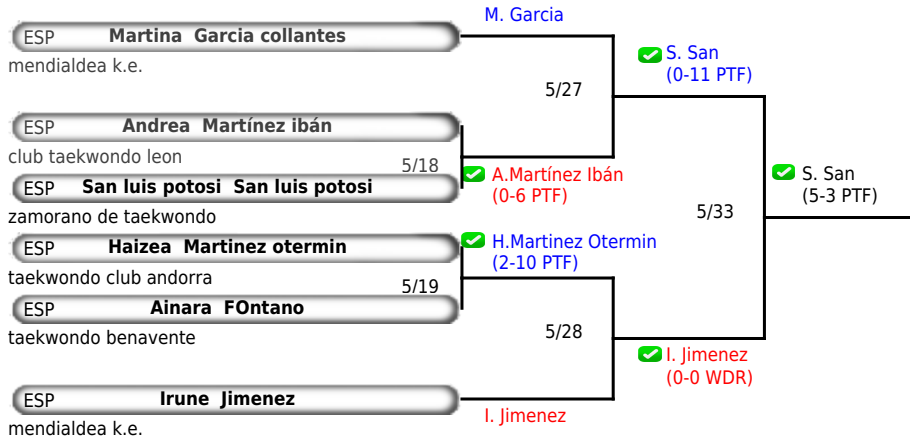 M. Garcia
ESP Martina Garcia collantes
mendialdea k.e.
S. San
(0-11 PTF)
5/27
ESP Andrea Martínez ibán
club taekwondo leon
5/18
A.Martínez Ibán
(0-6 PTF)
S. San
(5-3 PTF)
ESP San luis potosi San luis potosi
zamorano de taekwondo
5/33
H.Martinez Otermin
(2-10 PTF)
ESP Haizea Martinez otermin
taekwondo club andorra
5/19
ESP Ainara FOntano
taekwondo benavente
5/28
I. Jimenez
(0-0 WDR)
ESP Irune Jimenez
I. Jimenez
mendialdea k.e.